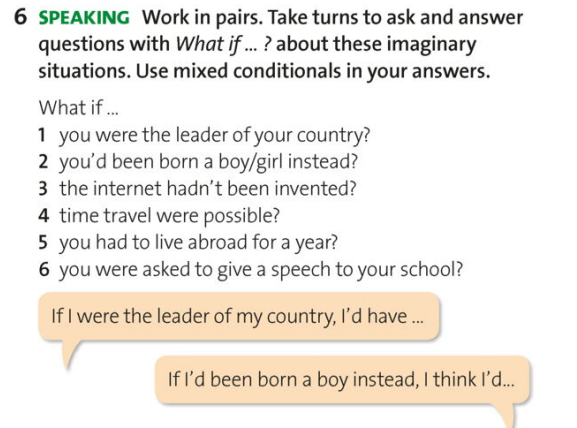 6 SPEAKING Work in pairs. Take turns to ask and answer
questions with What if ... ? about these imaginary
situations. Use mixed conditionals in your answers.
What if ...
1 you were the leader of your country?
2 you'd been born a boy/girl instead?
3 the internet hadn't been invented?
4 time travel were possible?
5 you had to live abroad for a year?
6 you were asked to give a speech to your school?
If I were the leader of my country, I'd have ...
If I'd been born a boy instead, I think I'd...